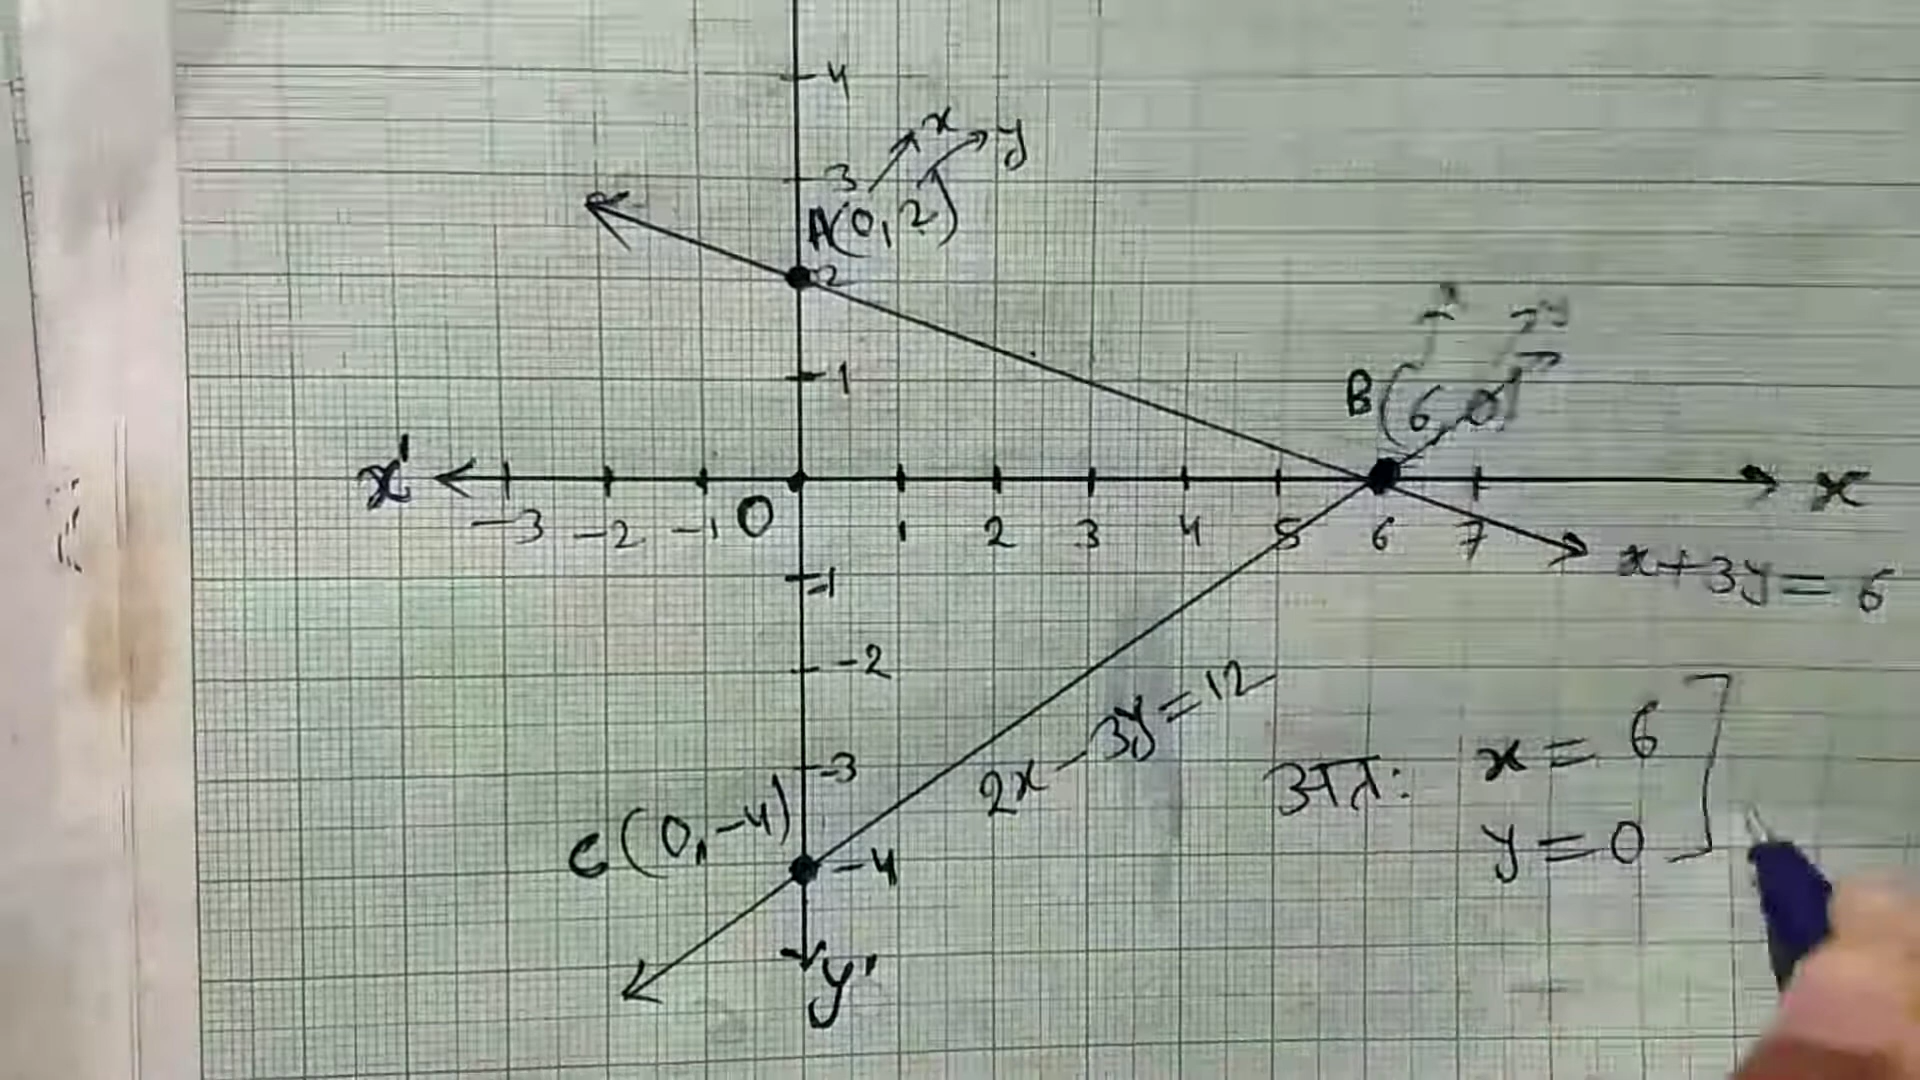 4
x y
3
A(0, 2)
2
B(6, 0)
1
x' x
-3 -2 -1 0 1 2 3 4 5 6 7
x+3y=6
-1
-2
2x-3y=12
-3
अतः x=6
y=0
C(0, -4)
-4
y'